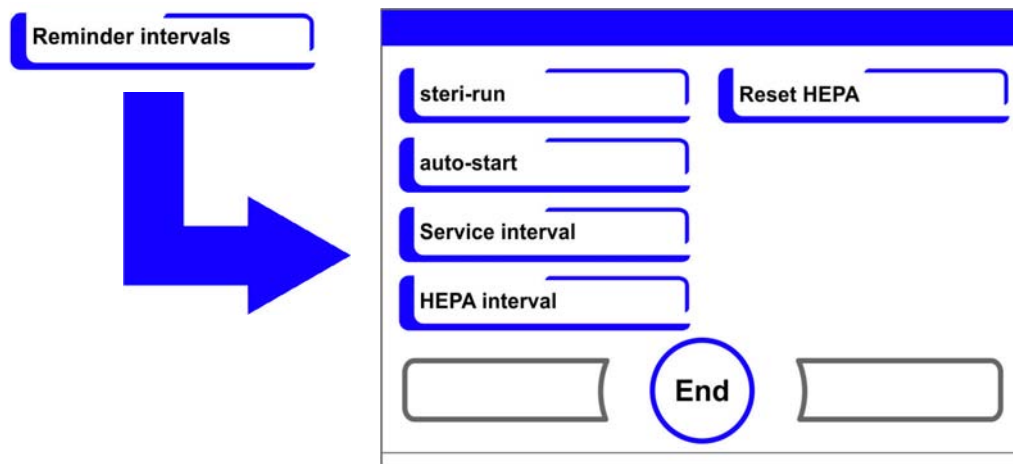 Reminder intervals
steri-run
Reset HEPA
auto-start
Service interval
HEPA interval
End